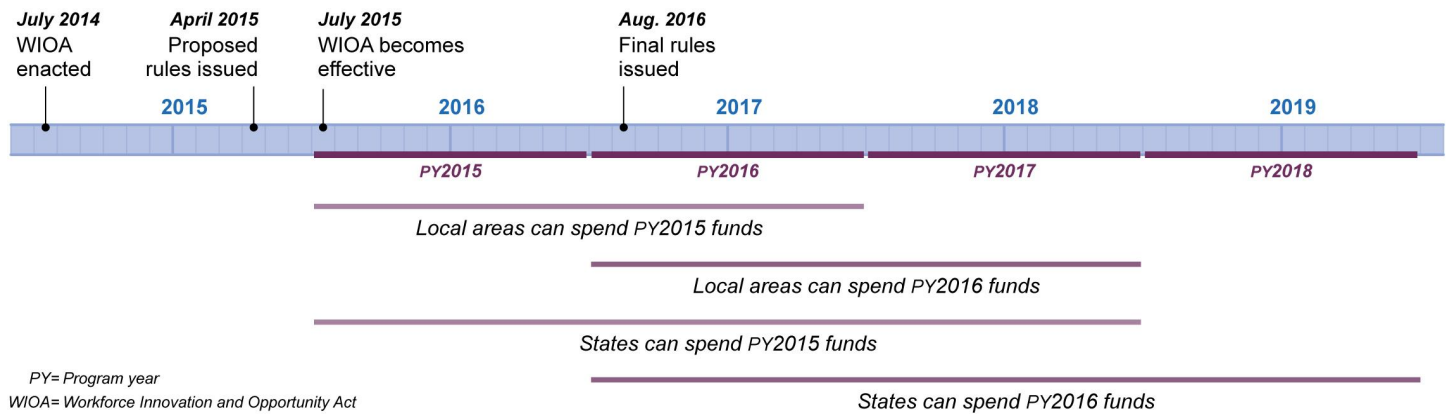 July 2014
WIOA
enacted
April 2015
Proposed
rules issued
July 2015
WIOA becomes
effective
Aug. 2016
Final rules
issued
2015
2016
2017
2018
2019
PY2015
PY2016
PY2017
PY2018
Local areas can spend PY2015 funds
Local areas can spend PY2016 funds
States can spend PY2015 funds
States can spend PY2016 funds
PY= Program year
WIOA= Workforce Innovation and Opportunity Act